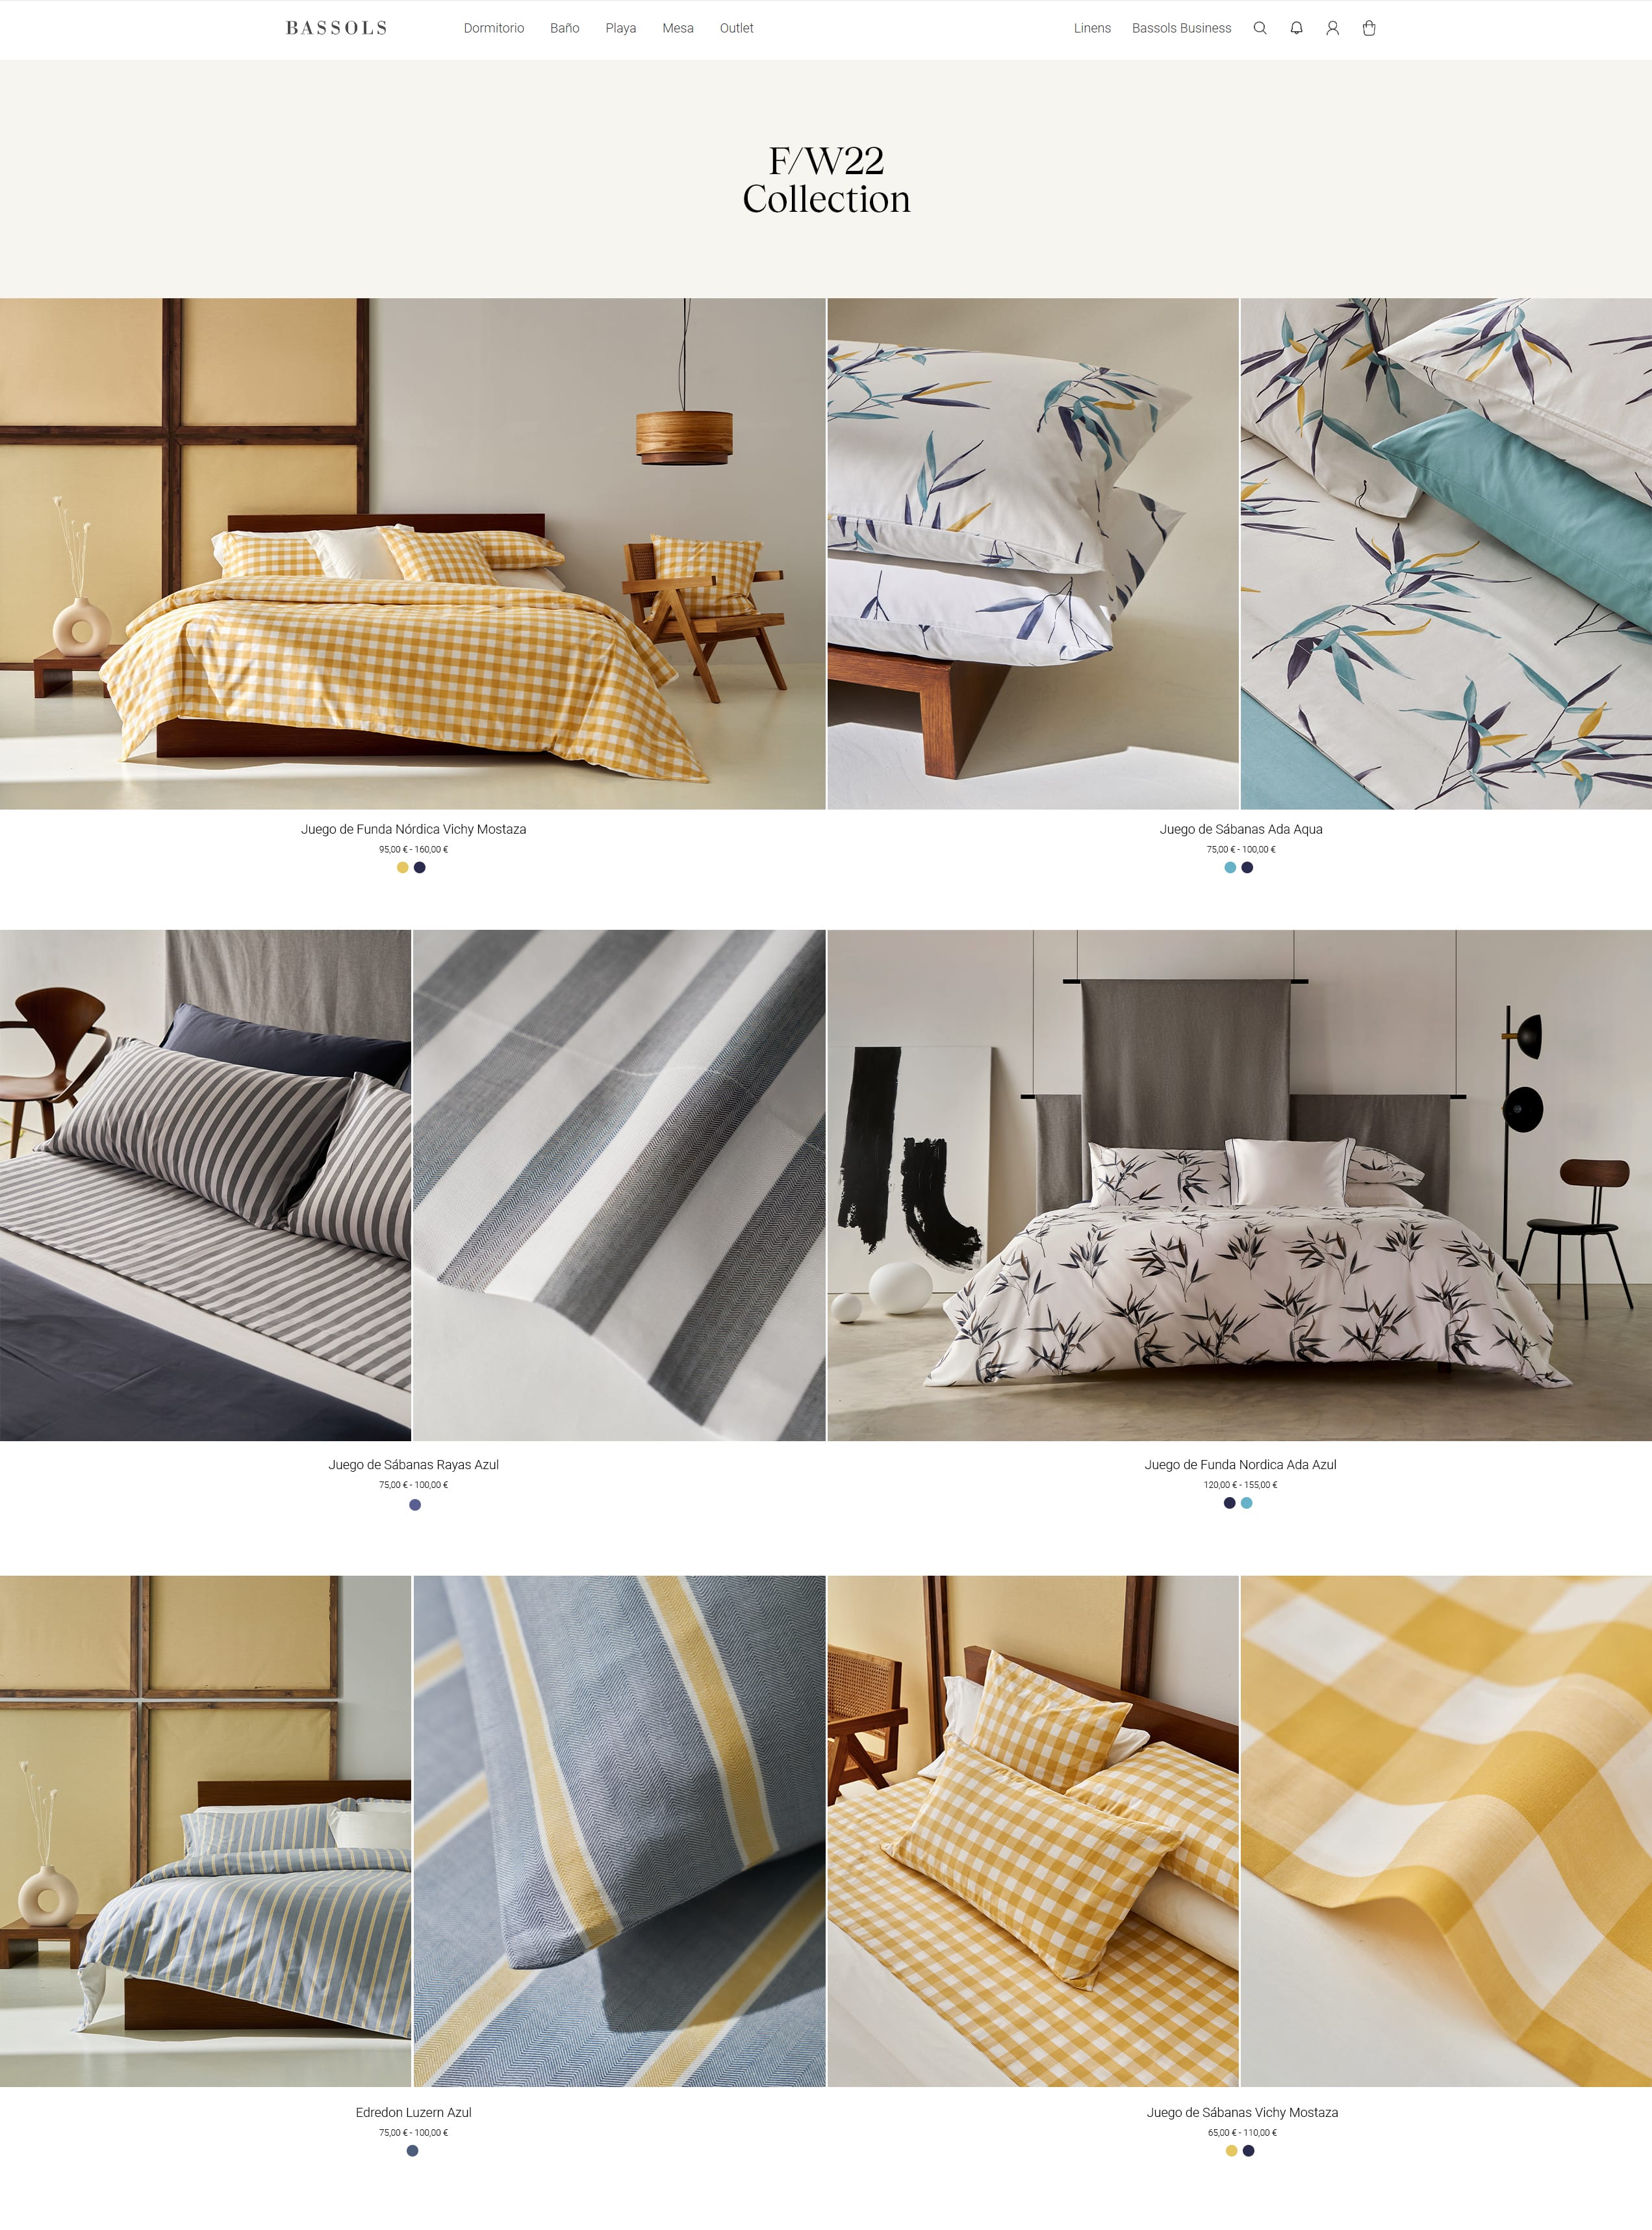 BASSOLS
Dormitorio
Baño
Playa
Mesa
Outlet
Linens
Bassols Business
F/W22
Collection
Juego de Funda Nórdica Vichy Mostaza
95,00 € - 160,00 €
Juego de Sábanas Ada Aqua
75,00 € - 100,00 €
Juego de Sábanas Rayas Azul
75,00 € - 100,00 €
Juego de Funda Nordica Ada Azul
120,00 € - 155,00 €
Edredon Luzern Azul
75,00 € - 100,00 €
Juego de Sábanas Vichy Mostaza
65,00 € - 110,00 €